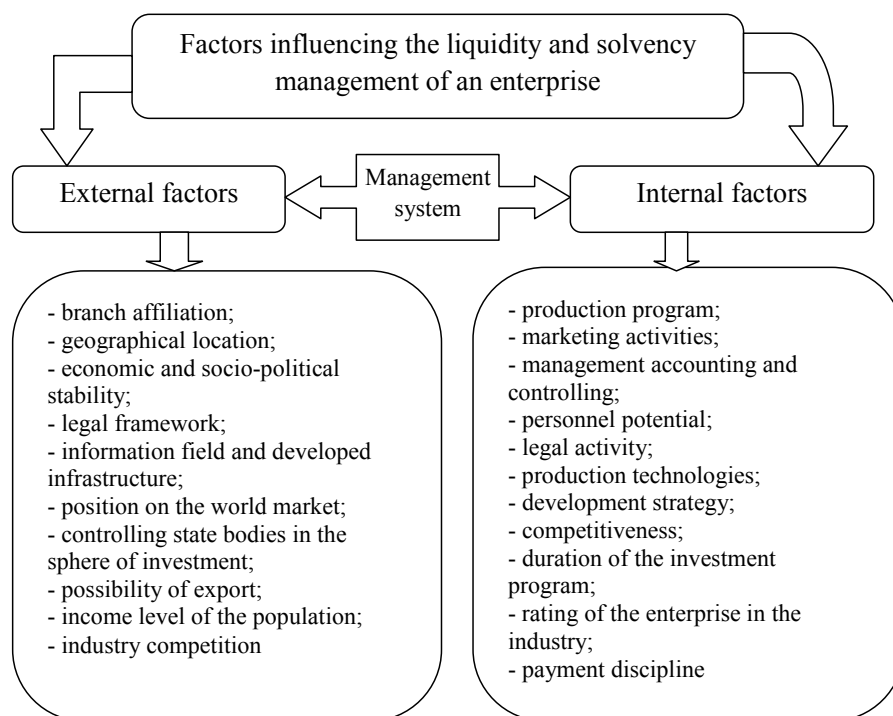 Factors influencing the liquidity and solvency
management of an enterprise
External factors
Management
system
Internal factors
- branch affiliation;
- geographical location;
- economic and socio-political
stability;
- legal framework;
- information field and developed
infrastructure;
- position on the world market;
- controlling state bodies in the
sphere of investment;
- possibility of export;
- income level of the population;
- industry competition
- production program;
- marketing activities;
- management accounting and
controlling;
- personnel potential;
- legal activity;
- production technologies;
- development strategy;
- competitiveness;
- duration of the investment
program;
- rating of the enterprise in the
industry;
- payment discipline